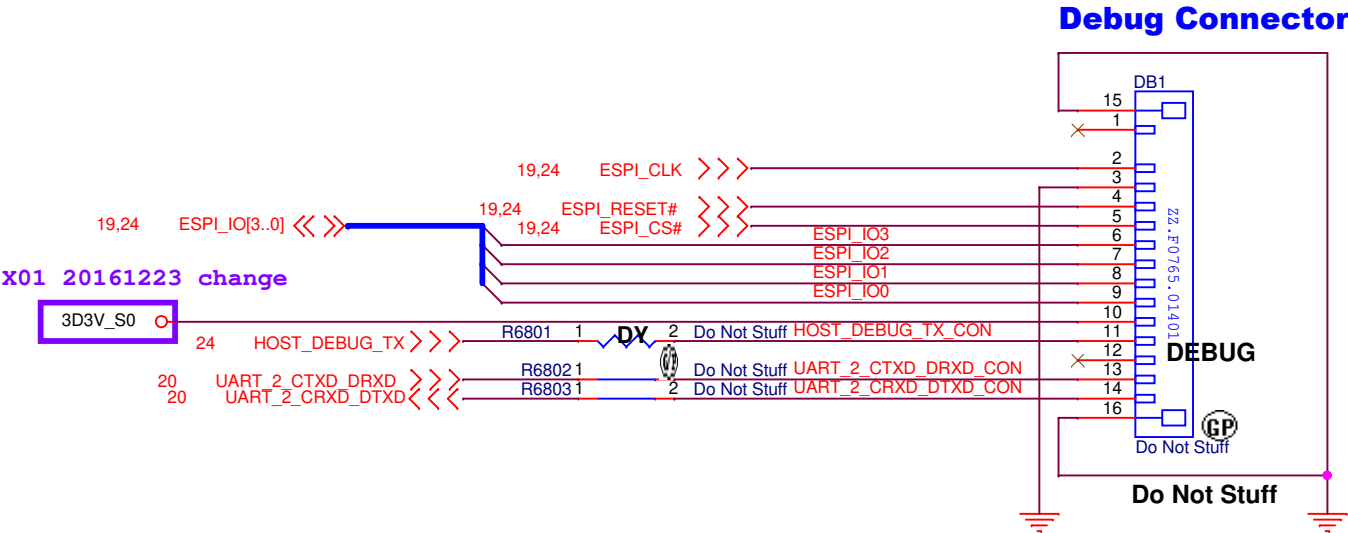 Debug Connector
DB1
15
1
19,24 ESPI_CLK 2
3
19,24 ESPI_RESET# 4
19,24 ESPI_IO[3..0] 19,24 ESPI_CS# 5
ESPI_IO3 6
ESPI_IO2 7
ESPI_IO1 8
ESPI_IO0 9
ZZ.F0765.01401
X01 20161223 change
3D3V_S0 10
24 HOST_DEBUG_TX R6801 1 DY 2 Do Not Stuff HOST_DEBUG_TX_CON 11
12 DEBUG
20 UART_2_CTXD_DRXD R6802 1 2 Do Not Stuff UART_2_CTXD_DRXD_CON 13
20 UART_2_CRXD_DTXD R6803 1 2 Do Not Stuff UART_2_CRXD_DTXD_CON 14
16
GP
Do Not Stuff
Do Not Stuff